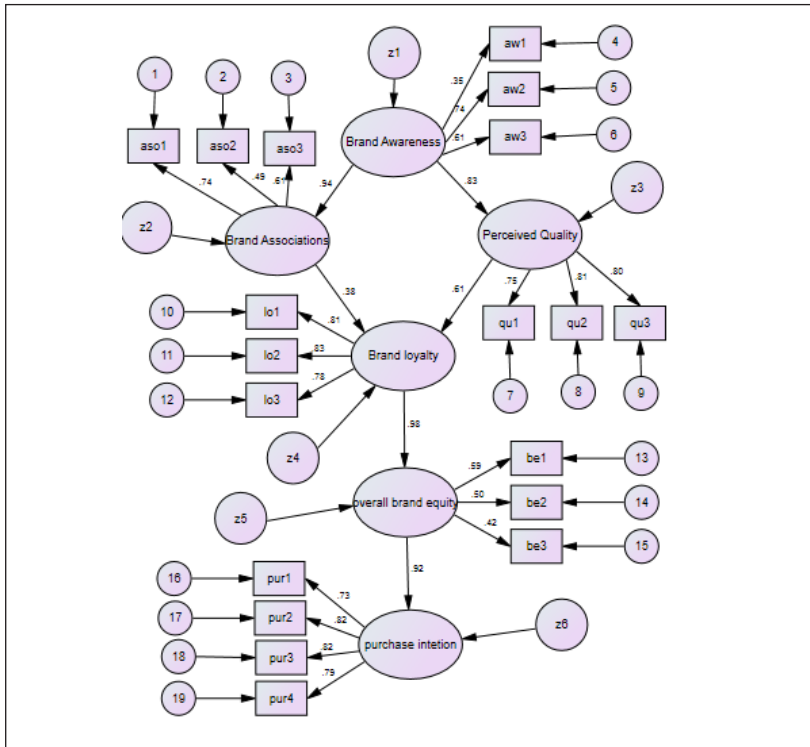 z1
aw1
4
aw2
5
aw3
6
1
2
3
aso1
aso2
aso3
.35
.74
.61
Brand Awareness
.74
.49
.61
.94
.83
z3
z2
Brand Associations
Perceived Quality
.38
.61
.75
.81
.80
qu1
qu2
qu3
7
8
9
10
lo1
11
lo2
12
lo3
.81
.83
.78
Brand loyalty
z4
.98
z5
overall brand equity
.59
.50
.42
be1
13
be2
14
be3
15
.92
16
pur1
17
pur2
18
pur3
19
pur4
.73
.82
.82
.79
purchase intetion
z6